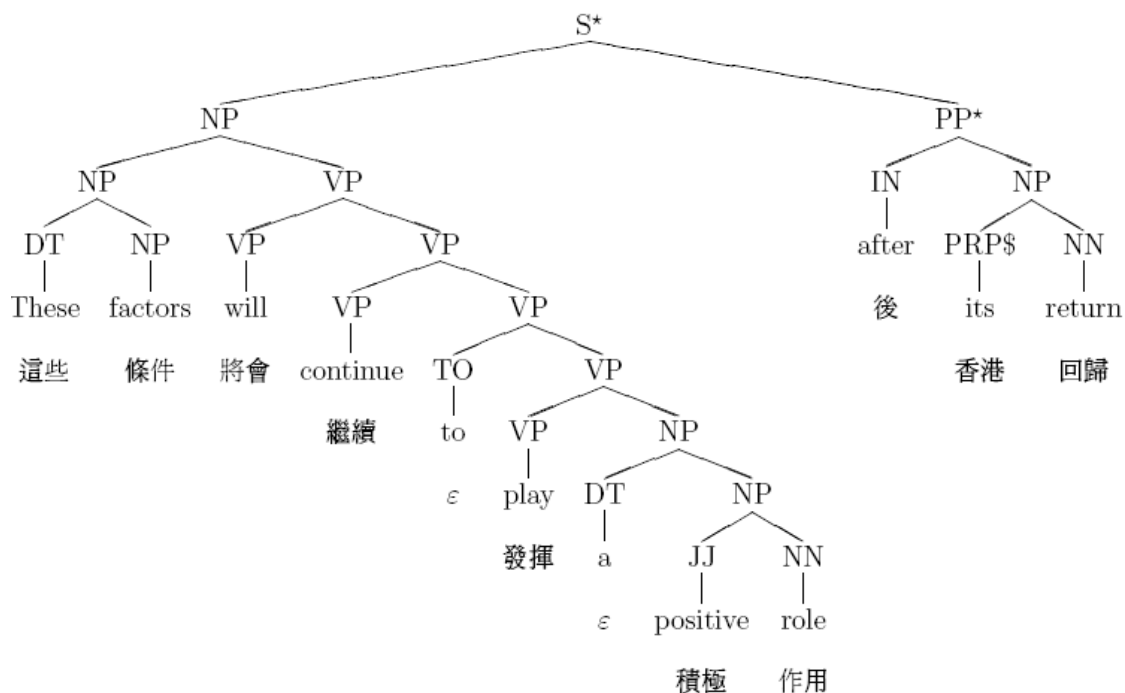 S*
NP PP*
NP VP IN NP
DT NP VP VP after PRP$ NN
These factors will VP VP 後 its return
這些 條件 將會 continue TO VP 香港 回歸
繼續 to VP NP
ε play DT NP
發揮 a JJ NN
ε positive role
積極 作用